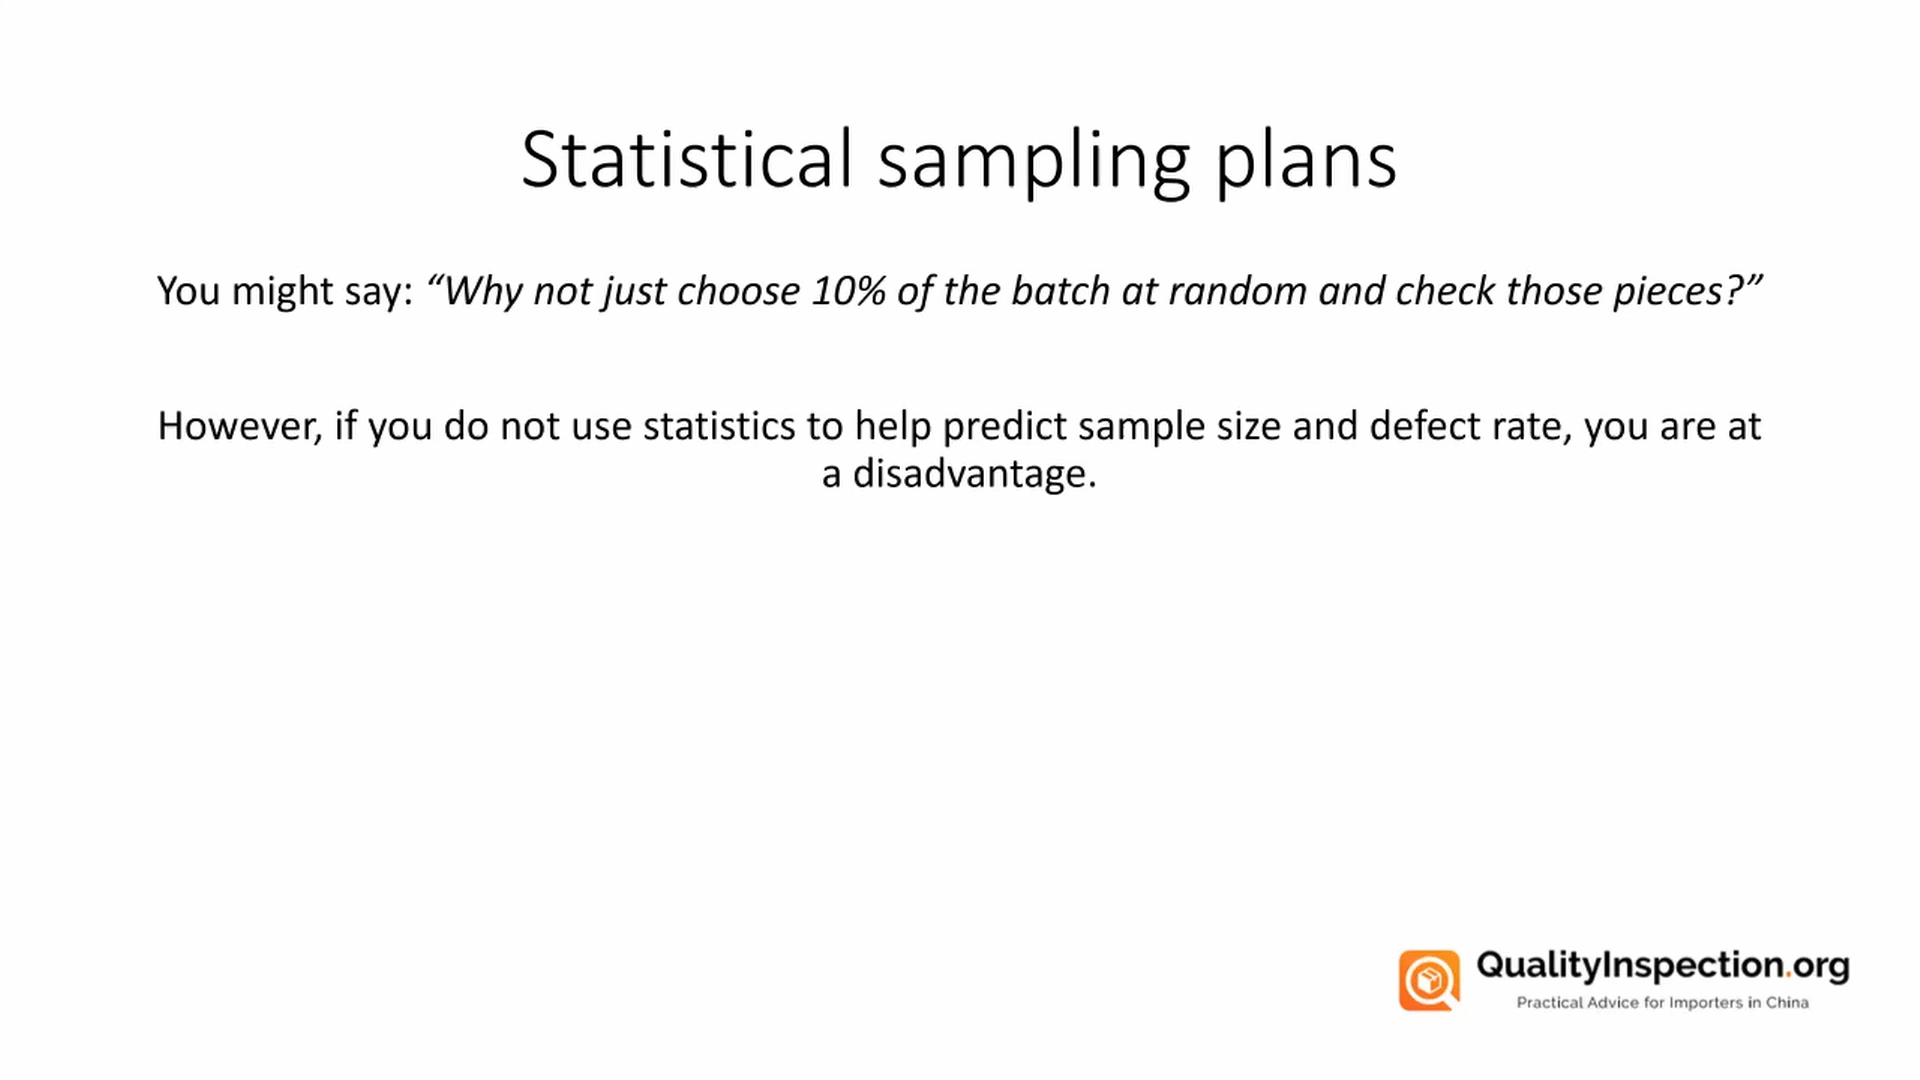 Statistical sampling plans
You might say: “Why not just choose 10% of the batch at random and check those pieces?”
However, if you do not use statistics to help predict sample size and defect rate, you are at
a disadvantage.
QualityInspection.org
Practical Advice for Importers in China